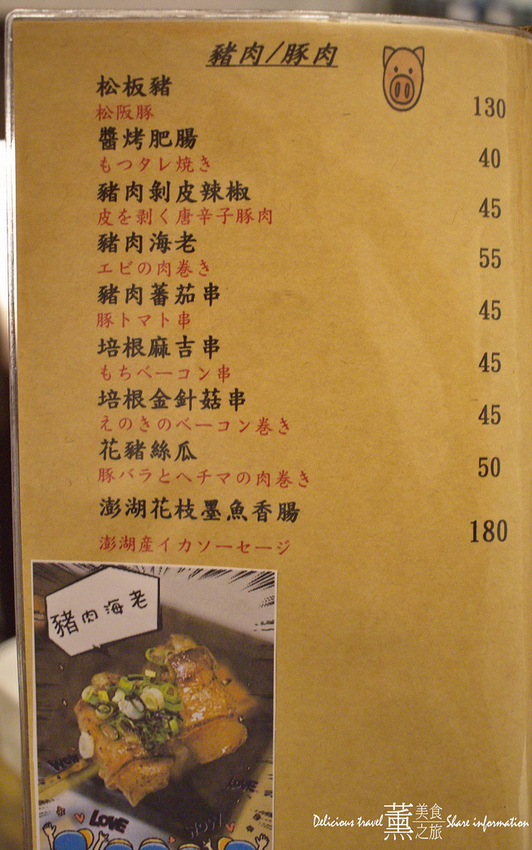 豬肉/豚肉
松板豬
松阪豚
130
醬烤肥腸
もつタレ焼き
40
豬肉剝皮辣椒
皮を剥く唐辛子豚肉
45
豬肉海老
エビの肉巻き
55
豬肉蕃茄串
豚トマト串
45
培根麻吉串
もちベーコン串
45
培根金針菇串
えのきのベーコン巻き
45
花豬絲瓜
豚バラとヘチマの肉巻き
50
澎湖花枝墨魚香腸
澎湖産イカソーセージ
180
豬肉海老
WOW
LOVE
LOVE
WOW
Delicious travel 薰 美食之旅 Share information